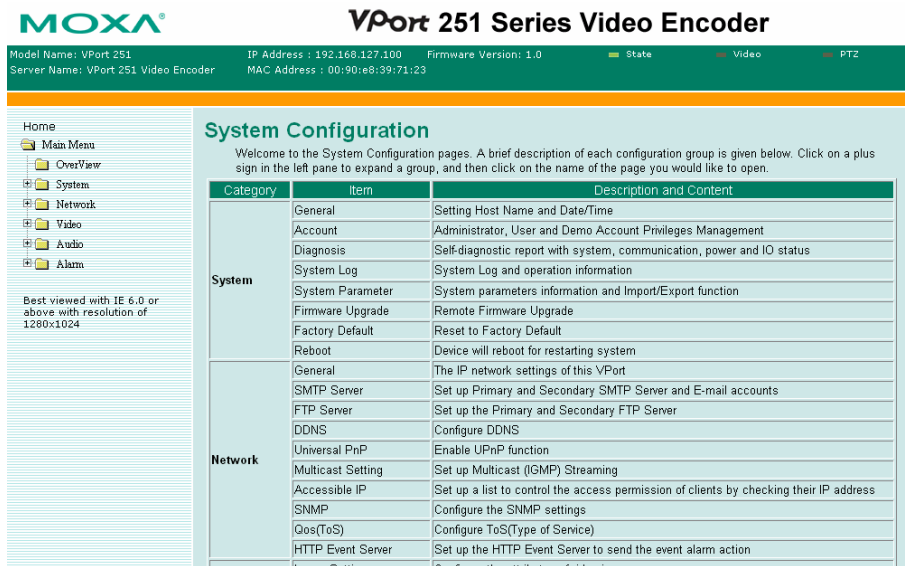 MOXA®
VPort 251 Series Video Encoder
Model Name: VPort 251 IP Address : 192.168.127.100 Firmware Version: 1.0 State Video PTZ
Server Name: VPort 251 Video Encoder MAC Address : 00:90:e8:39:71:23
Home
Main Menu
OverView
System
Network
Video
Audio
Alarm
Best viewed with IE 6.0 or
above with resolution of
1280x1024
System Configuration
Welcome to the System Configuration pages. A brief description of each configuration group is given below. Click on a plus
sign in the left pane to expand a group, and then click on the name of the page you would like to open.
Category Item Description and Content
System
General Setting Host Name and Date/Time
Account Administrator, User and Demo Account Privileges Management
Diagnosis Self-diagnostic report with system, communication, power and IO status
System Log System Log and operation information
System Parameter System parameters information and Import/Export function
Firmware Upgrade Remote Firmware Upgrade
Factory Default Reset to Factory Default
Reboot Device will reboot for restarting system
Network
General The IP network settings of this VPort
SMTP Server Set up Primary and Secondary SMTP Server and E-mail accounts
FTP Server Set up the Primary and Secondary FTP Server
DDNS Configure DDNS
Universal PnP Enable UPnP function
Multicast Setting Set up Multicast (IGMP) Streaming
Accessible IP Set up a list to control the access permission of clients by checking their IP address
SNMP Configure the SNMP settings
Qos(ToS) Configure ToS(Type of Service)
HTTP Event Server Set up the HTTP Event Server to send the event alarm action